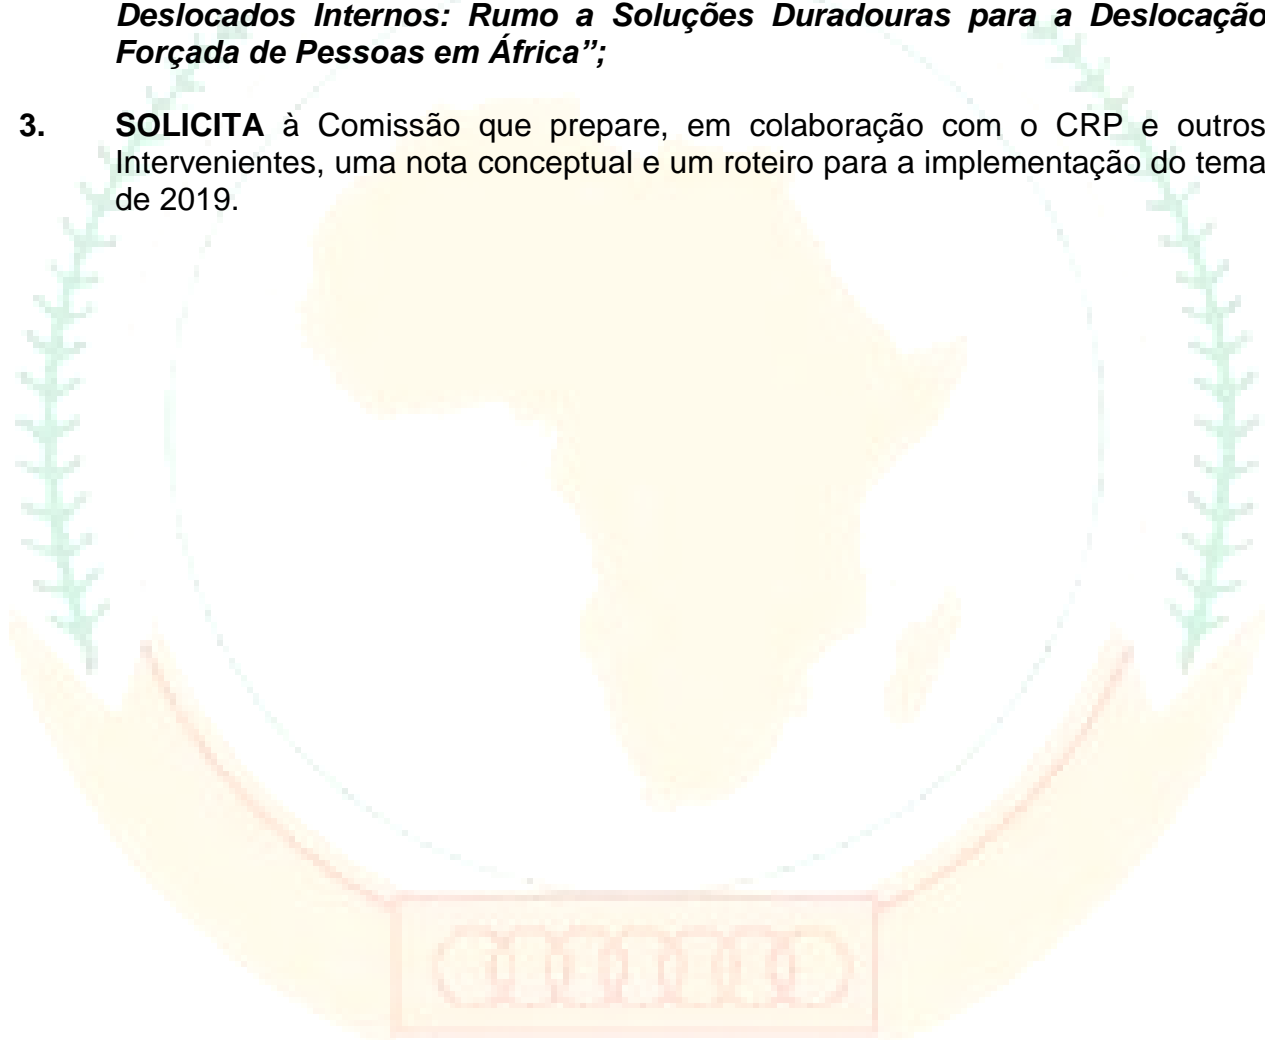 Deslocados Internos: Rumo a Soluções Duradouras para a Deslocação
Forçada de Pessoas em África”;
3. SOLICITA à Comissão que prepare, em colaboração com o CRP e outros
Intervenientes, uma nota conceptual e um roteiro para a implementação do tema
de 2019.